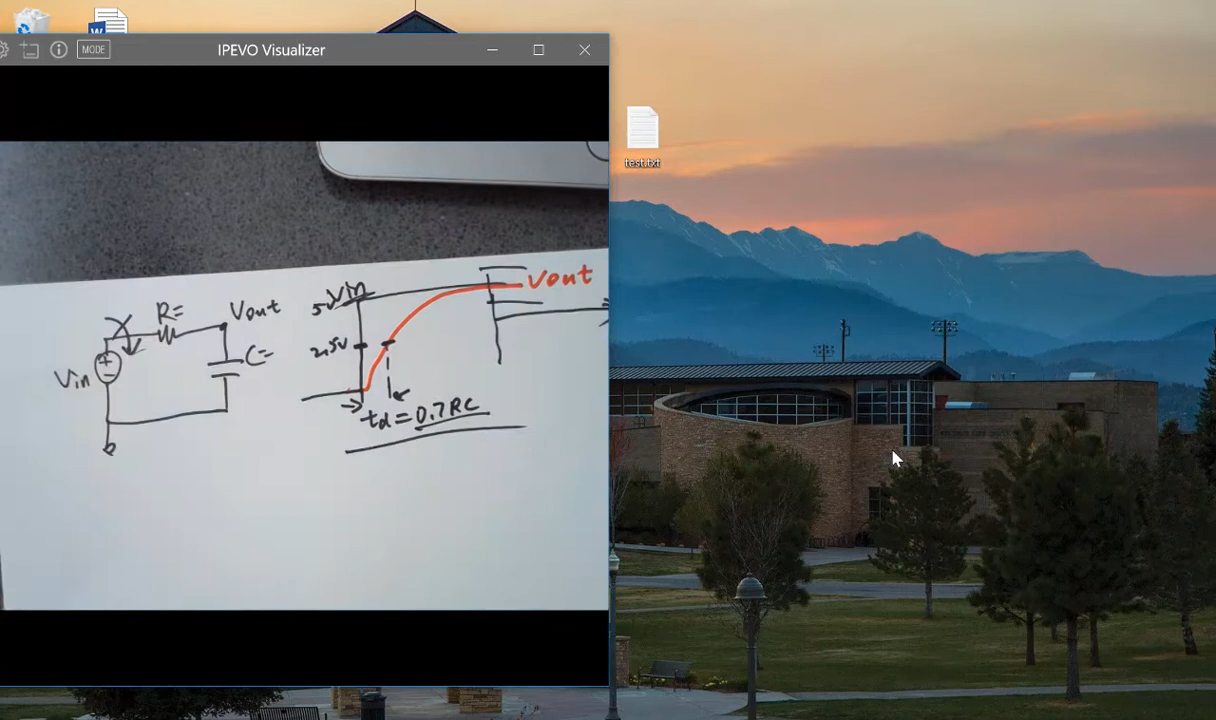 MODE
IPEVO Visualizer
test.txt
R=
Vout
Vin
C=
5V
Vin
Vout
2.5V
td = 0.7RC